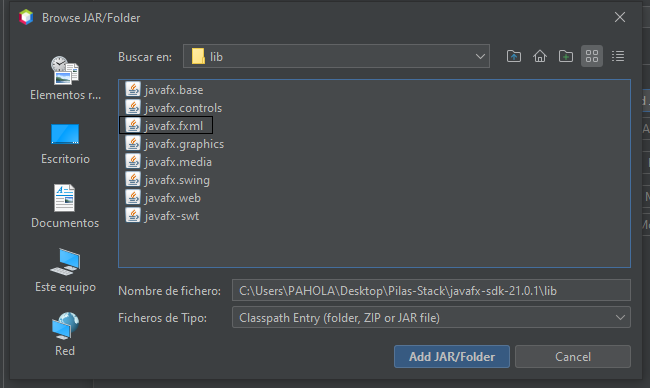 Browse JAR/Folder
Buscar en:
lib
Elementos r...
Escritorio
Documentos
Este equipo
Red
javafx.base
javafx.controls
javafx.fxml
javafx.graphics
javafx.media
javafx.swing
javafx.web
javafx-swt
Nombre de fichero:
C:\Users\PAHOLA\Desktop\Pilas-Stack\javafx-sdk-21.0.1\lib
Ficheros de Tipo:
Classpath Entry (folder, ZIP or JAR file)
Add JAR/Folder
Cancel